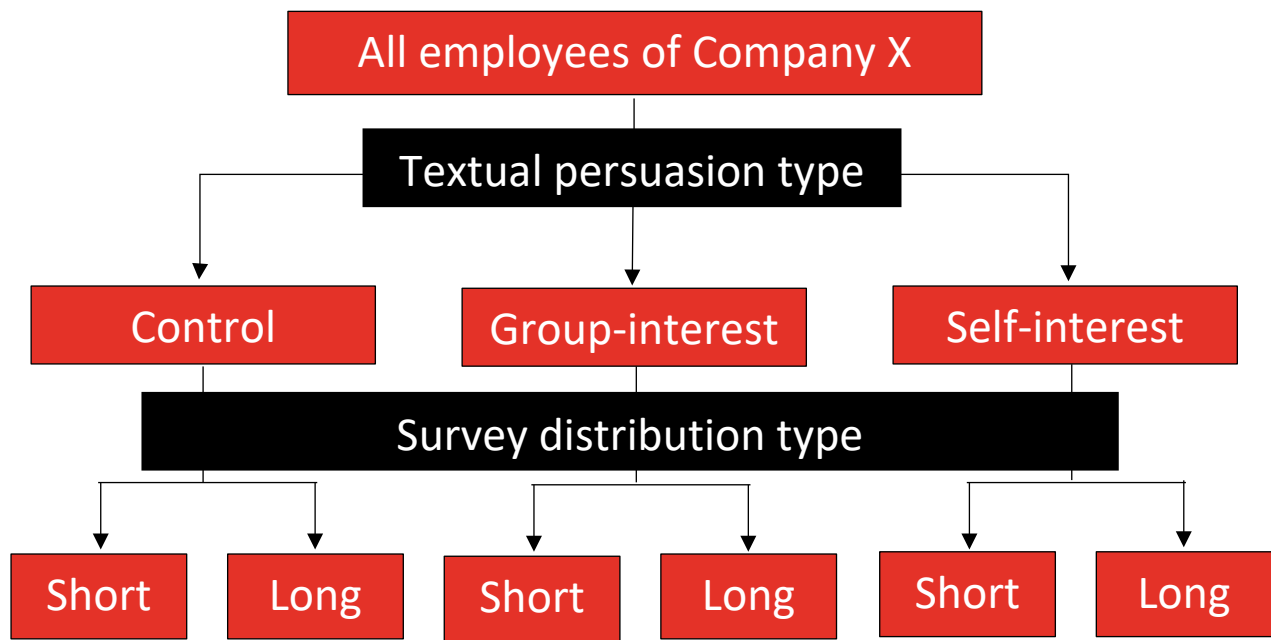 All employees of Company X
Textual persuasion type
Control
Group-interest
Self-interest
Survey distribution type
Short
Long
Short
Long
Short
Long